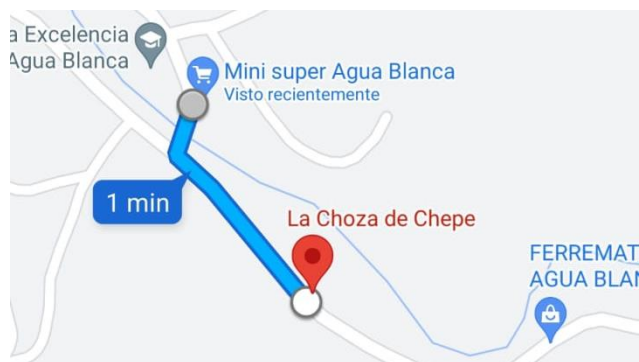 a Excelencia
Agua Blanca
Mini super Agua Blanca
Visto recientemente
1 min
La Choza de Chepe
FERREMAT
AGUA BLAN